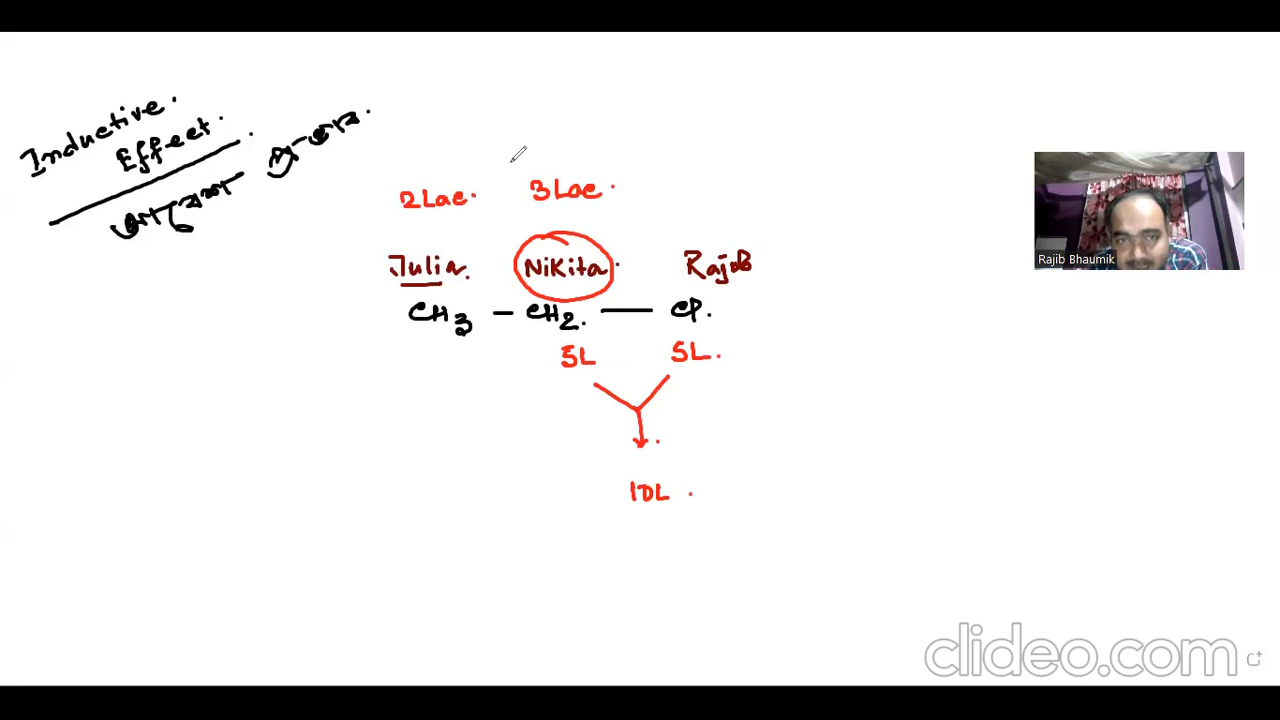 Inductive.
Effect.
2Lac. 3Lac.
Julia. Nikita. Rajib
CH3 — CH2. — Cl.
5L 5L.
10L.
Rajib Bhaumik
clideo.com